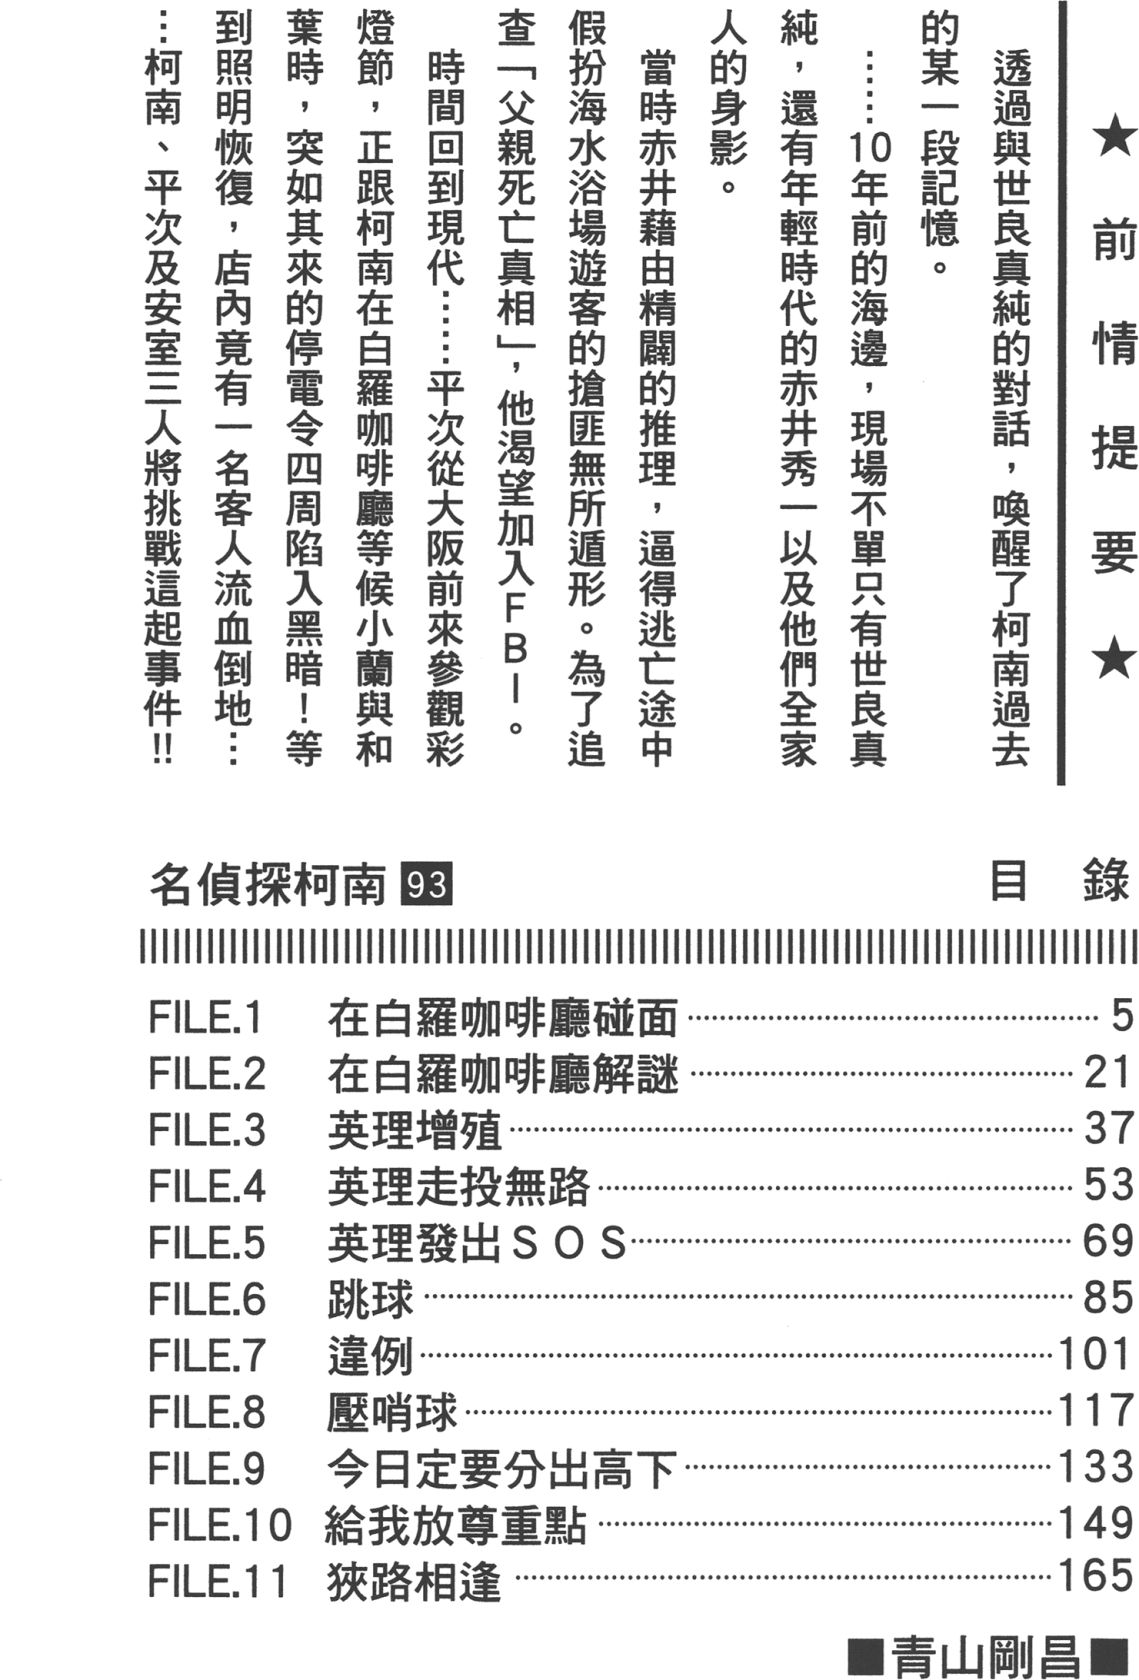 ★前情提要★
透過與世良真純的對話，喚醒了柯南過去
的某一段記憶。
……10年前的海邊，現場不單只有世良真
純，還有年輕時代的赤井秀一以及他們全家
人的身影。
當時赤井藉由精闢的推理，逼得逃亡途中
假扮海水浴場遊客的搶匪無所遁形。為了追
查「父親死亡真相」，他渴望加入FBI。
時間回到現代……平次從大阪前來參觀彩
燈節，正跟柯南在白羅咖啡廳等候小蘭與和
葉時，突如其來的停電令四周陷入黑暗！等
到照明恢復，店內竟有一名客人流血倒地…
…柯南、平次及安室三人將挑戰這起事件!!
名偵探柯南 93 目 錄
FILE.1 在白羅咖啡廳碰面 …… 5
FILE.2 在白羅咖啡廳解謎 …… 21
FILE.3 英理增殖 …… 37
FILE.4 英理走投無路 …… 53
FILE.5 英理發出ＳＯＳ …… 69
FILE.6 跳球 …… 85
FILE.7 違例 …… 101
FILE.8 壓哨球 …… 117
FILE.9 今日定要分出高下 …… 133
FILE.10 給我放尊重點 …… 149
FILE.11 狹路相逢 …… 165
■青山剛昌■